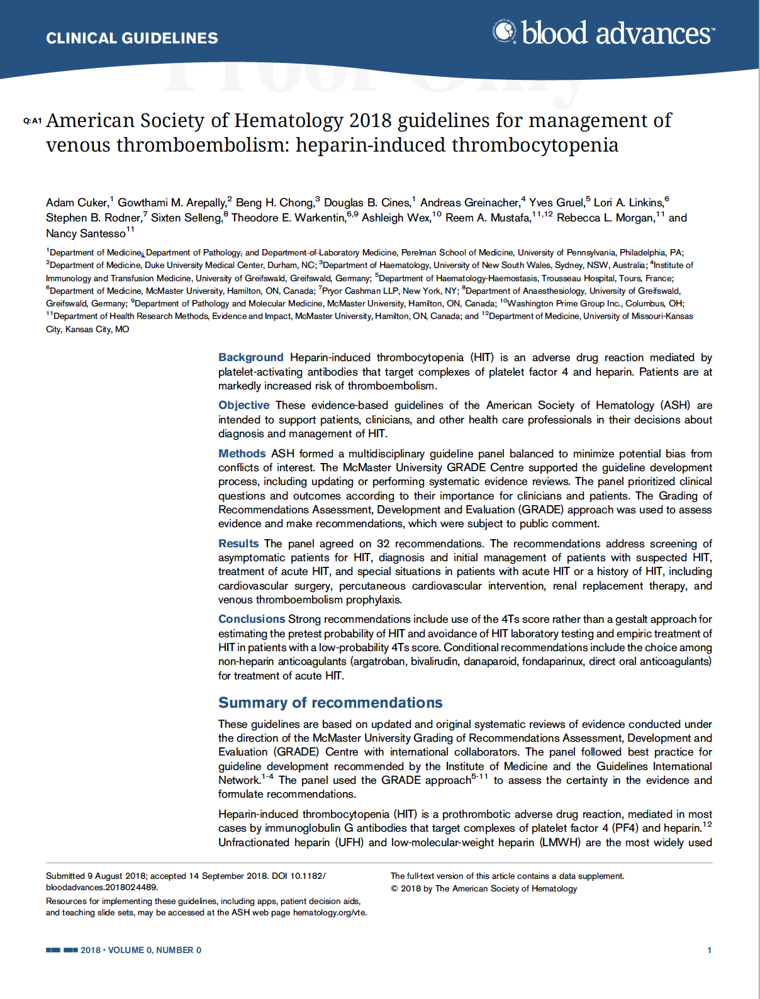 CLINICAL GUIDELINES
blood advances™
Proof Only
Q:A1
American Society of Hematology 2018 guidelines for management of
venous thromboembolism: heparin-induced thrombocytopenia
Adam Cuker,1 Gowthami M. Arepally,2 Beng H. Chong,3 Douglas B. Cines,1 Andreas Greinacher,4 Yves Gruel,5 Lori A. Linkins,6
Stephen B. Rodner,7 Sixten Selleng,8 Theodore E. Warkentin,6,9 Ashleigh Wex,10 Reem A. Mustafa,11,12 Rebecca L. Morgan,11 and
Nancy Santesso11
1Department of Medicine, Department of Pathology, and Department of Laboratory Medicine, Perelman School of Medicine, University of Pennsylvania, Philadelphia, PA;
2Department of Medicine, Duke University Medical Center, Durham, NC; 3Department of Haematology, University of New South Wales, Sydney, NSW, Australia; 4Institute of
Immunology and Transfusion Medicine, University of Greifswald, Greifswald, Germany; 5Department of Haematology-Haemostasis, Trousseau Hospital, Tours, France;
6Department of Medicine, McMaster University, Hamilton, ON, Canada; 7Pryor Cashman LLP, New York, NY; 8Department of Anaesthesiology, University of Greifswald,
Greifswald, Germany; 9Department of Pathology and Molecular Medicine, McMaster University, Hamilton, ON, Canada; 10Washington Prime Group Inc., Columbus, OH;
11Department of Health Research Methods, Evidence and Impact, McMaster University, Hamilton, ON, Canada; and 12Department of Medicine, University of Missouri-Kansas
City, Kansas City, MO
Background Heparin-induced thrombocytopenia (HIT) is an adverse drug reaction mediated by
platelet-activating antibodies that target complexes of platelet factor 4 and heparin. Patients are at
markedly increased risk of thromboembolism.
Objective These evidence-based guidelines of the American Society of Hematology (ASH) are
intended to support patients, clinicians, and other health care professionals in their decisions about
diagnosis and management of HIT.
Methods ASH formed a multidisciplinary guideline panel balanced to minimize potential bias from
conflicts of interest. The McMaster University GRADE Centre supported the guideline development
process, including updating or performing systematic evidence reviews. The panel prioritized clinical
questions and outcomes according to their importance for clinicians and patients. The Grading of
Recommendations Assessment, Development and Evaluation (GRADE) approach was used to assess
evidence and make recommendations, which were subject to public comment.
Results The panel agreed on 32 recommendations. The recommendations address screening of
asymptomatic patients for HIT, diagnosis and initial management of patients with suspected HIT,
treatment of acute HIT, and special situations in patients with acute HIT or a history of HIT, including
cardiovascular surgery, percutaneous cardiovascular intervention, renal replacement therapy, and
venous thromboembolism prophylaxis.
Conclusions Strong recommendations include use of the 4Ts score rather than a gestalt approach for
estimating the pretest probability of HIT and avoidance of HIT laboratory testing and empiric treatment of
HIT in patients with a low-probability 4Ts score. Conditional recommendations include the choice among
non-heparin anticoagulants (argatroban, bivalirudin, danaparoid, fondaparinux, direct oral anticoagulants)
for treatment of acute HIT.
Summary of recommendations
These guidelines are based on updated and original systematic reviews of evidence conducted under
the direction of the McMaster University Grading of Recommendations Assessment, Development and
Evaluation (GRADE) Centre with international collaborators. The panel followed best practice for
guideline development recommended by the Institute of Medicine and the Guidelines International
Network.1-4 The panel used the GRADE approach5-11 to assess the certainty in the evidence and
formulate recommendations.
Heparin-induced thrombocytopenia (HIT) is a prothrombotic adverse drug reaction, mediated in most
cases by immunoglobulin G antibodies that target complexes of platelet factor 4 (PF4) and heparin.12
Unfractionated heparin (UFH) and low-molecular-weight heparin (LMWH) are the most widely used
Submitted 9 August 2018; accepted 14 September 2018. DOI 10.1182/
bloodadvances.2018024489.
Resources for implementing these guidelines, including apps, patient decision aids,
and teaching slide sets, may be accessed at the ASH web page hematology.org/vte.
The full-text version of this article contains a data supplement.
© 2018 by The American Society of Hematology
2018 • VOLUME 0, NUMBER 0
1